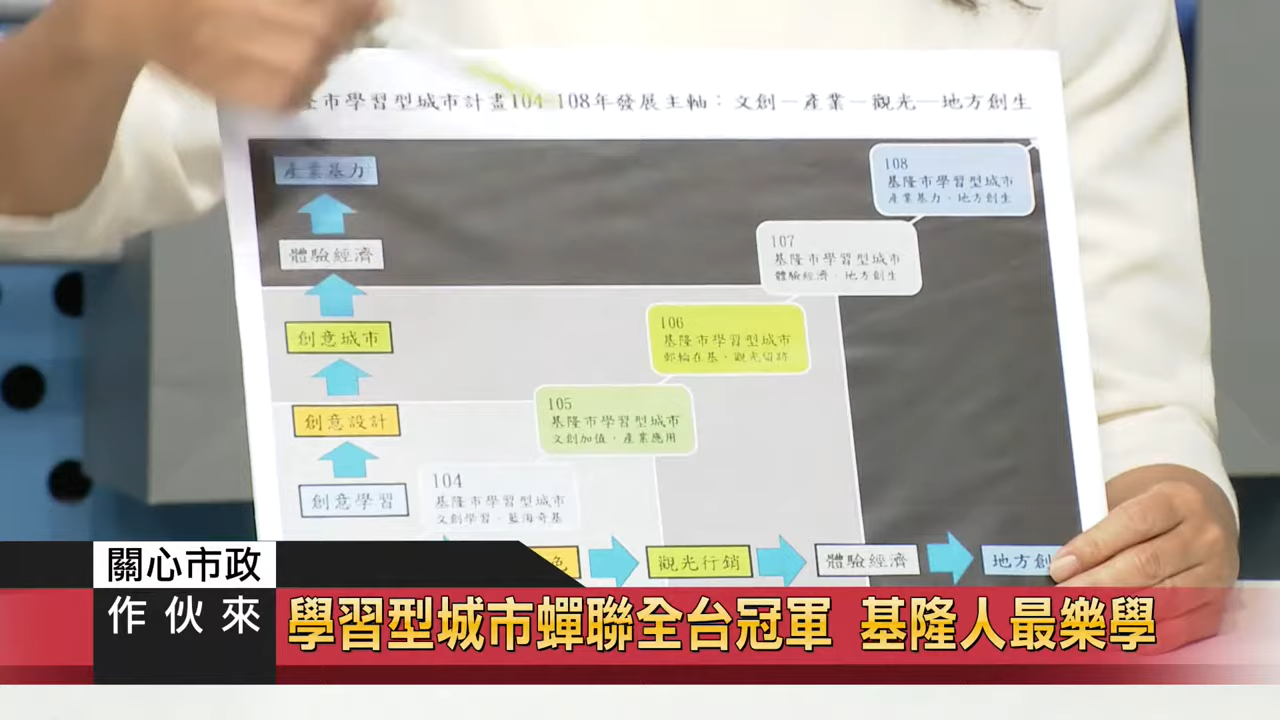 隆市學習型城市計畫104-108年發展主軸：文創－產業－觀光－地方創生
產業基力
體驗經濟
創意城市
創意設計
創意學習
108
基隆市學習型城市
產業基力．地方創生
107
基隆市學習型城市
體驗經濟．地方創生
106
基隆市學習型城市
郵輪在基．觀光留跡
105
基隆市學習型城市
文創加值．產業應用
104
基隆市學習型城市
文創學習．藍海奇基
色
觀光行銷
體驗經濟
地方創
關心市政
作伙來
學習型城市蟬聯全台冠軍 基隆人最樂學